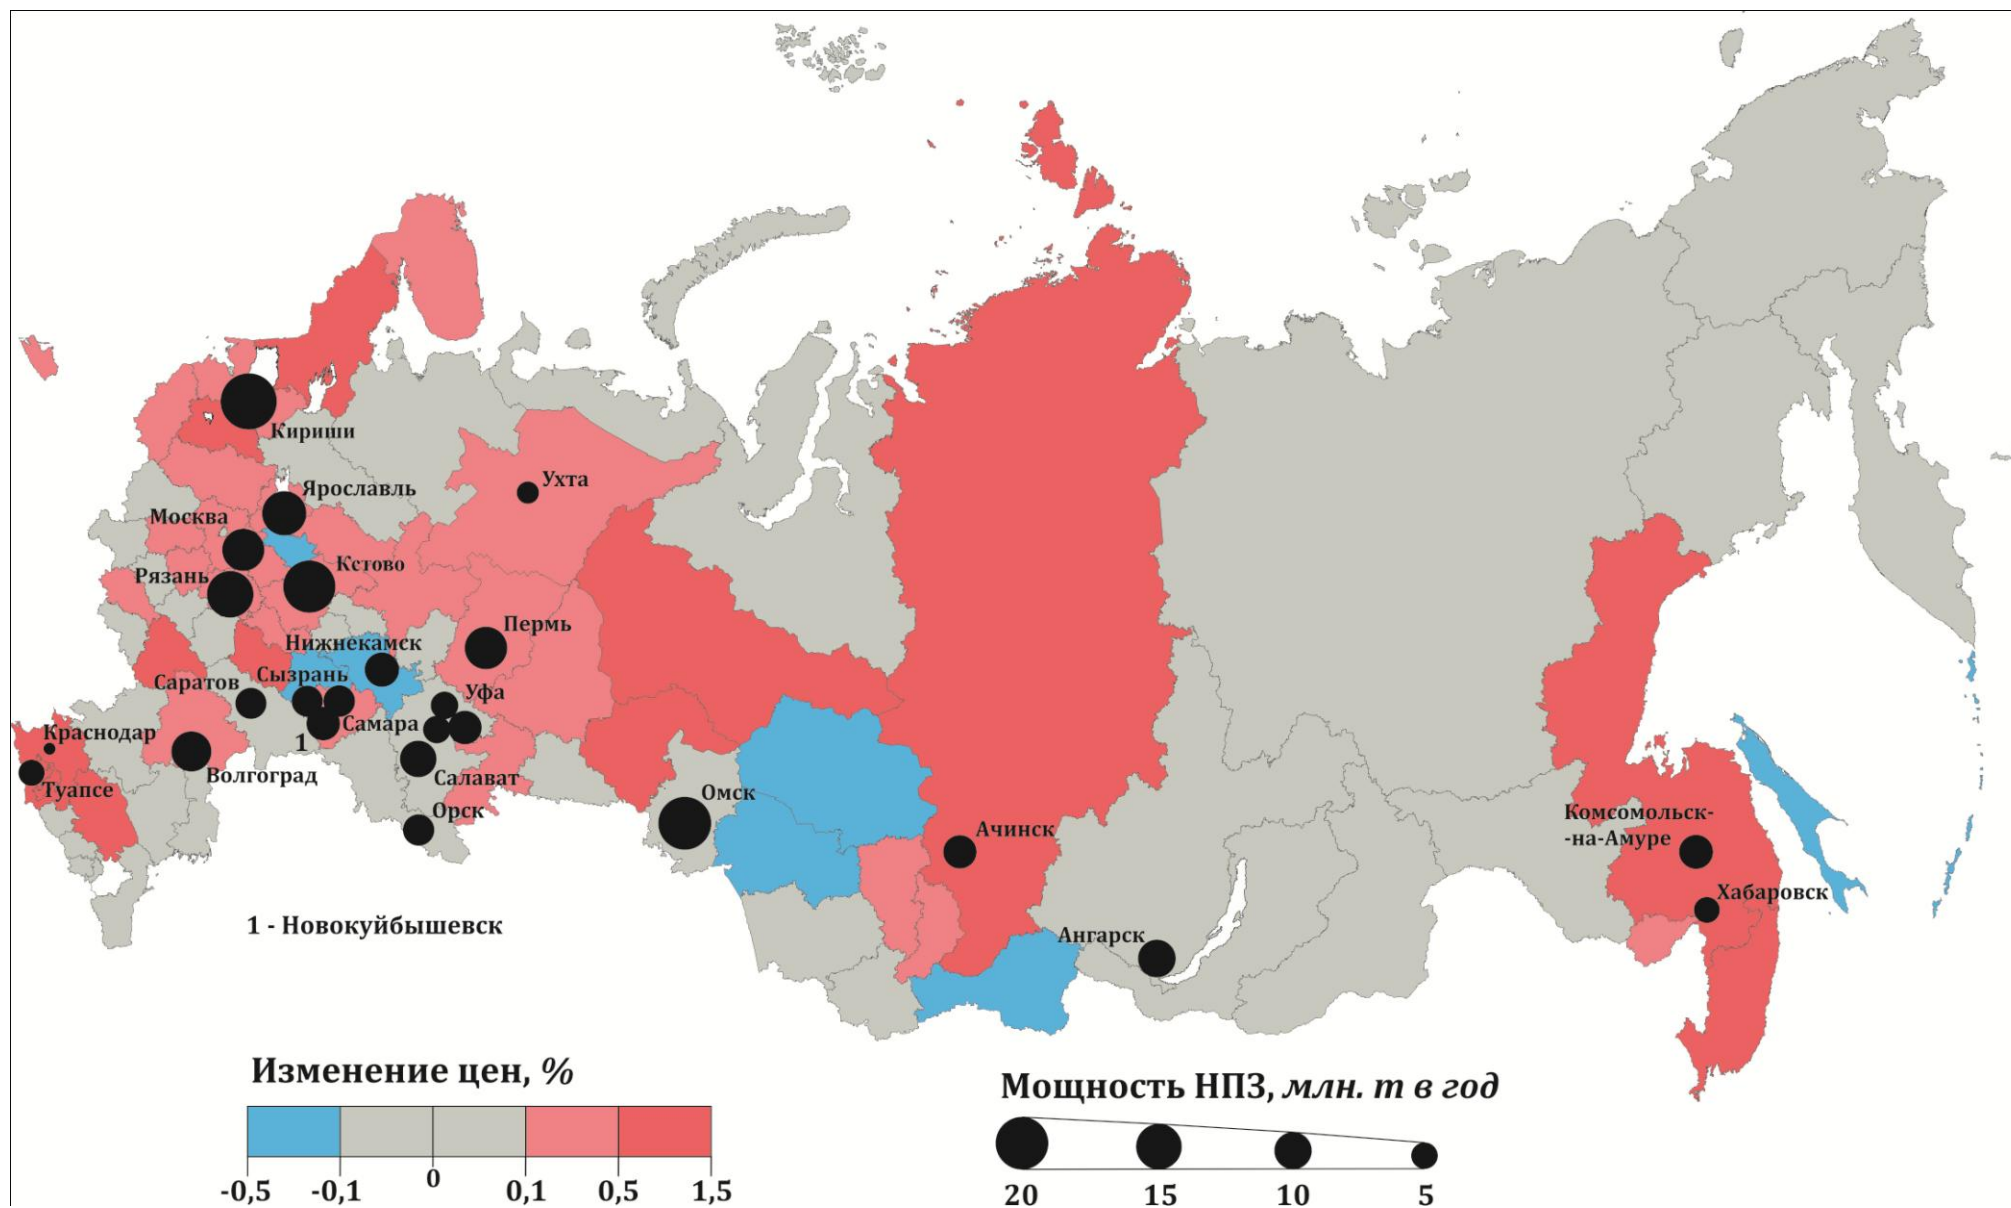 Кириши
Ухта
Ярославль
Москва
Кстово
Рязань
Пермь
Нижнекамск
Сызрань
Саратов
Уфа
Самара
1
Краснодар
Волгоград
Салават
Туапсе
Омск
Орск
Ачинск
Комсомольск-
-на-Амуре
Хабаровск
Ангарск
1 - Новокуйбышевск
Изменение цен, %
-0,5 -0,1 0 0,1 0,5 1,5
Мощность НПЗ, млн. т в год
20 15 10 5